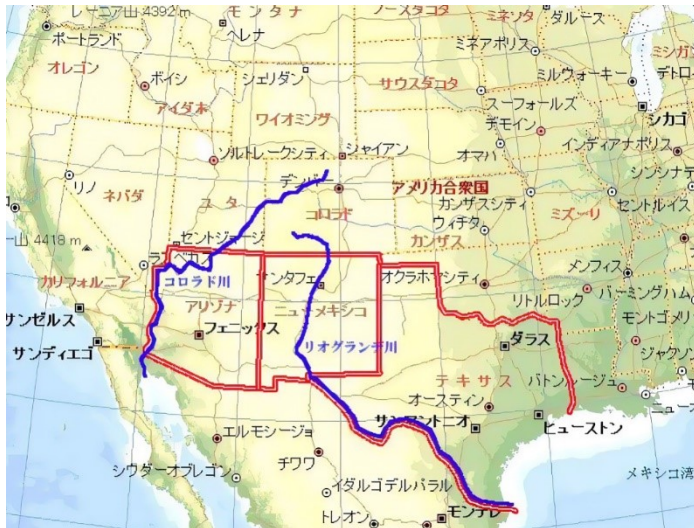 レーニア山 4392 m
モンタナ
ノースダコタ
ミネソタ
ダルース
ポートランド
ヘレナ
ミネアポリス
ミシガン
オレゴン
ボイシ
シェリダン
サウスダコタ
ミルウォーキー
デトロ
アイダホ
スーフォールズ
ワイオミング
デモイン
シカゴ
ソルトレークシティ
シャイアン
オマハ
インディアナポリス
リノ
デンバ
アメリカ合衆国
シンシナテ
ネバダ
ユタ
コロラド
カンザスシティ
セントルイス
ウィチタ
ミズーリ
セントジョージ
カンザス
ー山 4418 m
ラスベガス
カリフォルニア
コロラド川
サンタフェ
オクラホマシティ
メンフィス
アリゾナ
ニューメキシコ
リトルロック
バーミングハム
サンゼルス
フェニックス
モントゴメリ
サンディエゴ
リオグランデ川
ダラス
ジャクソン
テキサス
バトンルージュ
オースティン
ニュー
サンアントニオ
ヒューストン
エルモシージョ
チワワ
シウダーオブレゴン
イダルゴデルパラル
メキシコ湾
トレオン
モンテレ